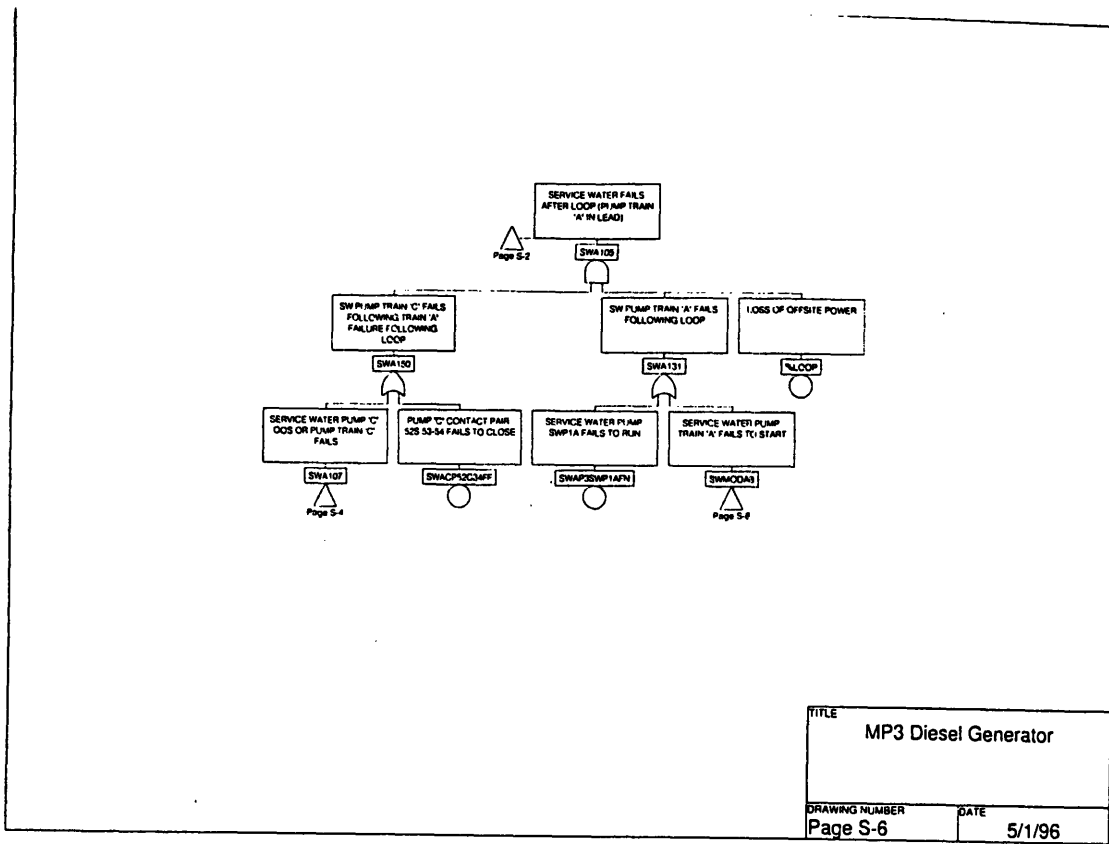 SERVICE WATER FAILS
AFTER LOOP (PUMP TRAIN
'A' IN LEAD)
Page S-2
SWA105
SW PUMP TRAIN 'C' FAILS
FOLLOWING TRAIN 'A'
FAILURE FOLLOWING
LOOP
SWA150
SW PUMP TRAIN 'A' FAILS
FOLLOWING LOOP
SWA131
LOSS OF OFFSITE POWER
%LOOP
SERVICE WATER PUMP 'C'
OOS OR PUMP TRAIN 'C'
FAILS
SWA107
Page S-4
PUMP 'C' CONTACT PAIR
52S 53-54 FAILS TO CLOSE
SERVICE WATER PUMP
SWP1A FAILS TO RUN
SWAP3SWP1AFN
SERVICE WATER PUMP
TRAIN 'A' FAILS TO START
Page
TITLE
MP3 Diesel Generator
DRAWING NUMBER
Page S-6
DATE
5/1/96